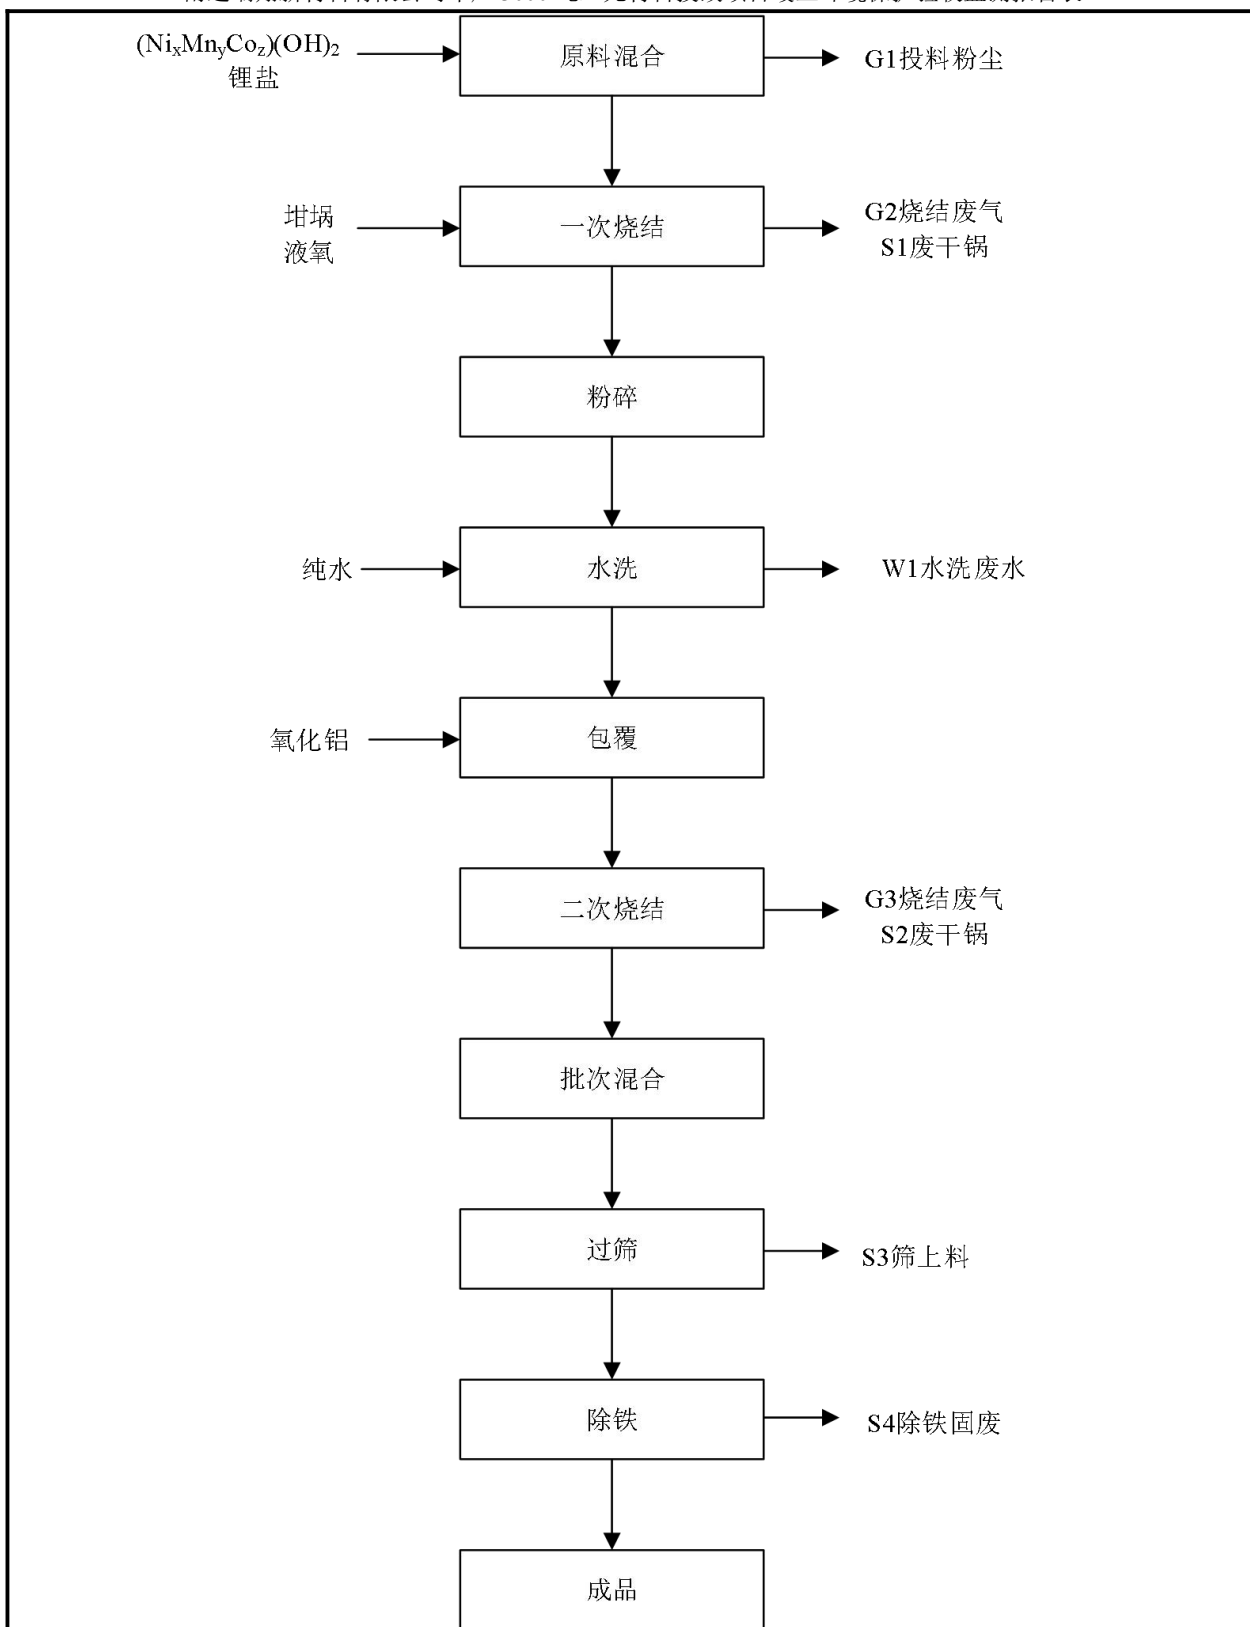 (NixMnyCoz)(OH)2
锂盐
原料混合
G1投料粉尘
坩埚
液氧
一次烧结
G2烧结废气
S1废干锅
粉碎
纯水
水洗
W1水洗废水
氧化铝
包覆
二次烧结
G3烧结废气
S2废干锅
批次混合
过筛
S3筛上料
除铁
S4除铁固废
成品